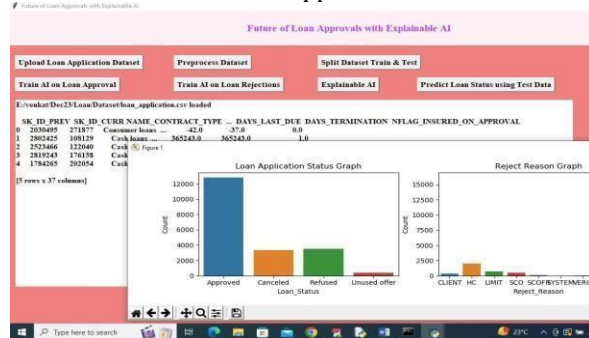 Future of Loan Approvals with Explainable AI
Future of Loan Approvals with Explainable AI
Upload Loan Application Dataset
Preprocess Dataset
Split Dataset Train & Test
Train AI on Loan Approval
Train AI on Loan Rejections
Explainable AI
Predict Loan Status using Test Data
E:/venkat/Dec23/Loan/Dataset/loan_application.csv loaded
SK_ID_PREV SK_ID_CURR NAME_CONTRACT_TYPE ... DAYS_LAST_DUE DAYS_TERMINATION NFLAG_INSURED_ON_APPROVAL
0 2030495 271877 Consumer loans ... -42.0 -37.0 0.0
1 2802425 108129 Cash loans ... 365243.0 365243.0 1.0
2 2523466 122040 Cash
3 2819243 176158 Cash
4 1784265 202054 Cash
[5 rows x 37 columns]
Figure 1
Loan Application Status Graph
12000
10000
8000
6000
4000
2000
0
Count
Approved Canceled Refused Unused offer
Loan_Status
Reject Reason Graph
15000
12500
10000
7500
5000
2500
0
Count
CLIENT HC LIMIT SCO
Reject_Reason
Type here to search
23°C